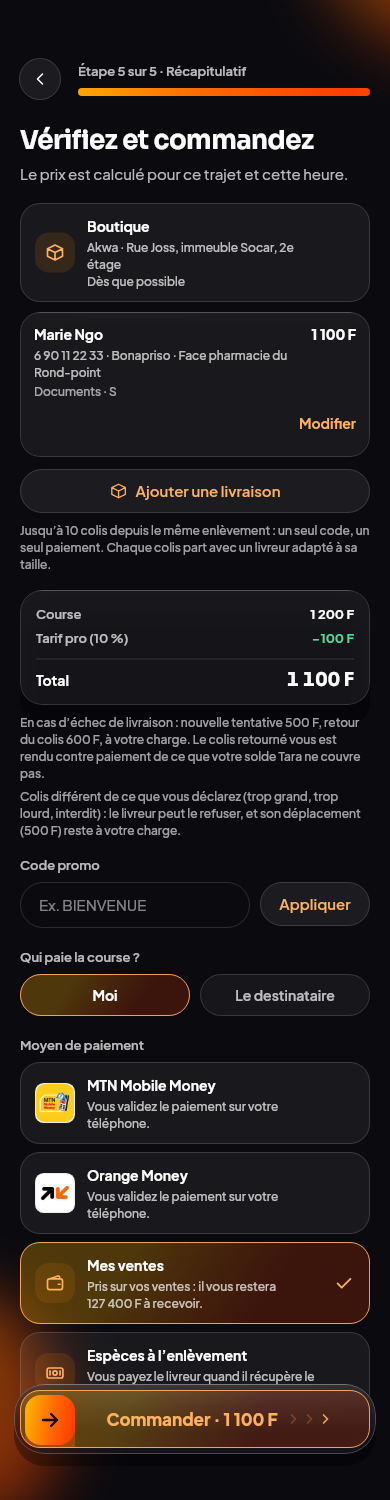 Étape 5 sur 5 · Récapitulatif
Vérifiez et commandez
Le prix est calculé pour ce trajet et cette heure.
Boutique
Akwa · Rue Joss, immeuble Socar, 2e
étage
Dès que possible
Marie Ngo 1 100 F
6 90 11 22 33 · Bonapriso · Face pharmacie du
Rond-point
Documents · S
Modifier
Ajouter une livraison
Jusqu'à 10 colis depuis le même enlèvement : un seul code, un
seul paiement. Chaque colis part avec un livreur adapté à sa
taille.
Course 1 200 F
Tarif pro (10 %) −100 F
Total 1 100 F
En cas d'échec de livraison : nouvelle tentative 500 F, retour
du colis 600 F, à votre charge. Le colis retourné vous est
rendu contre paiement de ce que votre solde Tara ne couvre
pas.
Colis différent de ce que vous déclarez (trop grand, trop
lourd, interdit) : le livreur peut le refuser, et son déplacement
(500 F) reste à votre charge.
Code promo
Ex. BIENVENUE Appliquer
Qui paie la course ?
Moi Le destinataire
Moyen de paiement
MTN Mobile Money
Vous validez le paiement sur votre
téléphone.
Orange Money
Vous validez le paiement sur votre
téléphone.
Mes ventes
Pris sur vos ventes : il vous restera
127 400 F à recevoir.
Espèces à l'enlèvement
Vous payez le livreur quand il récupère le
Commander · 1 100 F